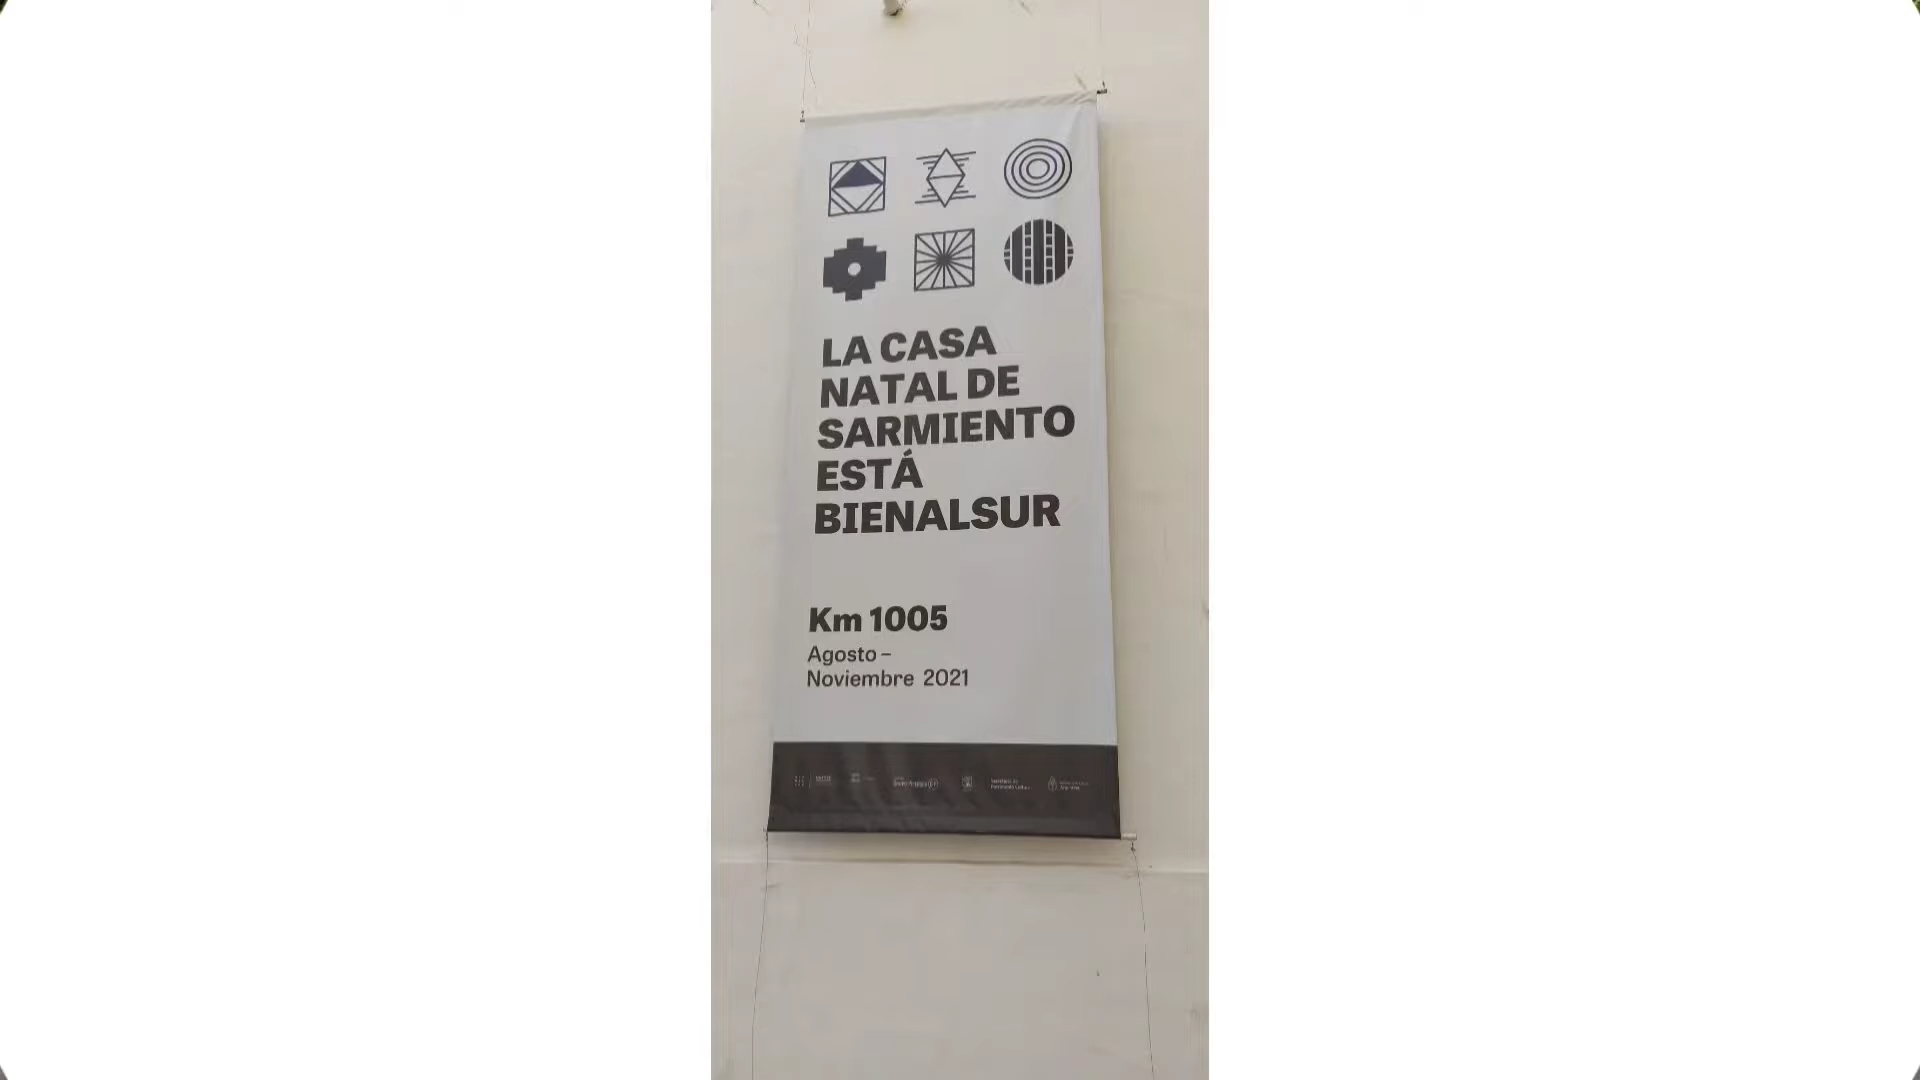 LA CASA
NATAL DE
SARMIENTO
ESTÁ
BIENALSUR
Km 1005
Agosto –
Noviembre 2021